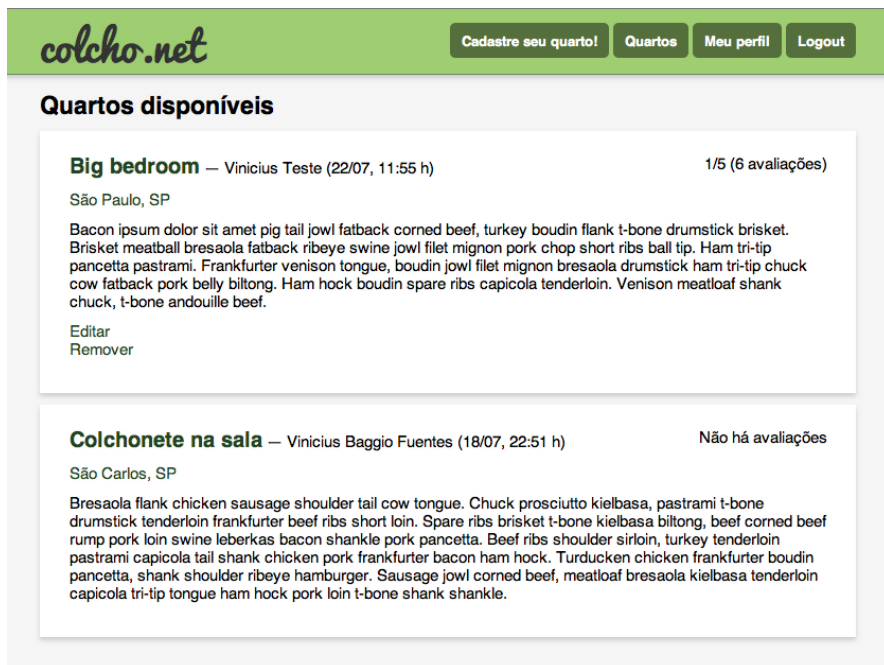 colcho.net
Cadastre seu quarto!
Quartos
Meu perfil
Logout
Quartos disponíveis
Big bedroom — Vinicius Teste (22/07, 11:55 h)
1/5 (6 avaliações)
São Paulo, SP
Bacon ipsum dolor sit amet pig tail jowl fatback corned beef, turkey boudin flank t-bone drumstick brisket.
Brisket meatball bresaola fatback ribeye swine jowl filet mignon pork chop short ribs ball tip. Ham tri-tip
pancetta pastrami. Frankfurter venison tongue, boudin jowl filet mignon bresaola drumstick ham tri-tip chuck
cow fatback pork belly biltong. Ham hock boudin spare ribs capicola tenderloin. Venison meatloaf shank
chuck, t-bone andouille beef.
Editar
Remover
Colchonete na sala — Vinicius Baggio Fuentes (18/07, 22:51 h)
Não há avaliações
São Carlos, SP
Bresaola flank chicken sausage shoulder tail cow tongue. Chuck prosciutto kielbasa, pastrami t-bone
drumstick tenderloin frankfurter beef ribs short loin. Spare ribs brisket t-bone kielbasa biltong, beef corned beef
rump pork loin swine leberkas bacon shankle pork pancetta. Beef ribs shoulder sirloin, turkey tenderloin
pastrami capicola tail shank chicken pork frankfurter bacon ham hock. Turducken chicken frankfurter boudin
pancetta, shank shoulder ribeye hamburger. Sausage jowl corned beef, meatloaf bresaola kielbasa tenderloin
capicola tri-tip tongue ham hock pork loin t-bone shank shankle.